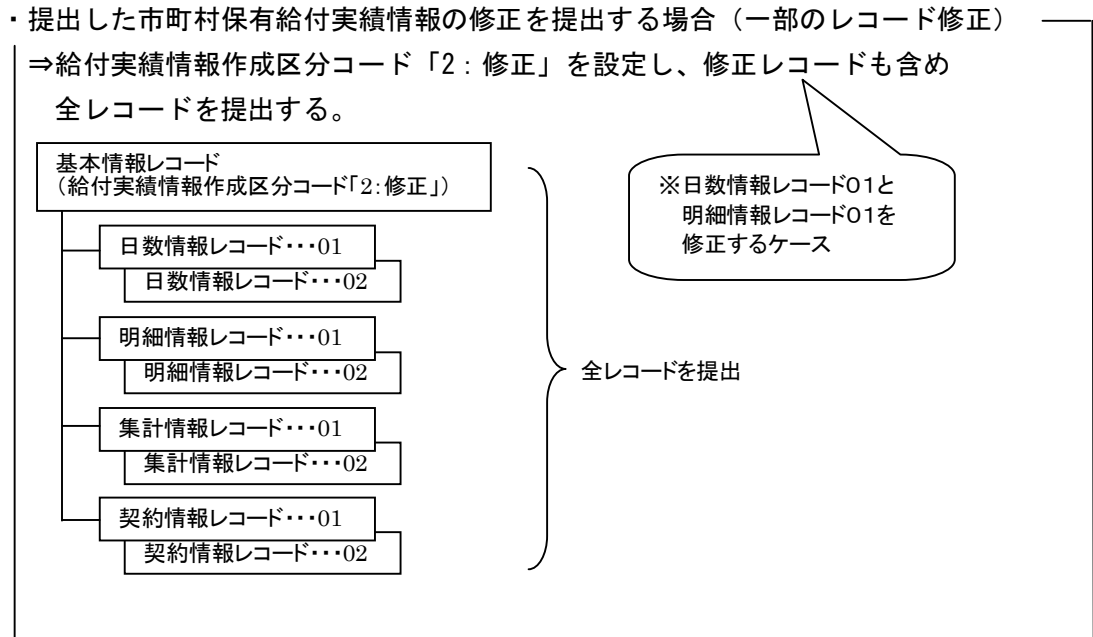 ・提出した市町村保有給付実績情報の修正を提出する場合（一部のレコード修正）
⇒給付実績情報作成区分コード「2：修正」を設定し、修正レコードも含め
全レコードを提出する。
基本情報レコード
(給付実績情報作成区分コード「2:修正」)
※日数情報レコード01と
明細情報レコード01を
修正するケース
日数情報レコード・・・01
日数情報レコード・・・02
明細情報レコード・・・01
明細情報レコード・・・02
全レコードを提出
集計情報レコード・・・01
集計情報レコード・・・02
契約情報レコード・・・01
契約情報レコード・・・02